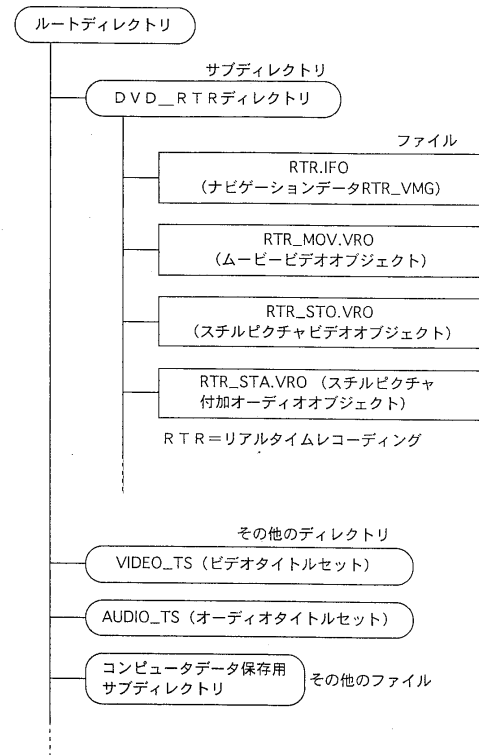 ルートディレクトリ
サブディレクトリ
ＤＶＤ＿ＲＴＲディレクトリ
ファイル
RTR.IFO
（ナビゲーションデータRTR_VMG）
RTR_MOV.VRO
（ムービービデオオブジェクト）
RTR_STO.VRO
（スチルピクチャビデオオブジェクト）
RTR_STA.VRO （スチルピクチャ
付加オーディオオブジェクト）
ＲＴＲ＝リアルタイムレコーディング
その他のディレクトリ
VIDEO_TS（ビデオタイトルセット）
AUDIO_TS（オーディオタイトルセット）
コンピュータデータ保存用
サブディレクトリ
その他のファイル